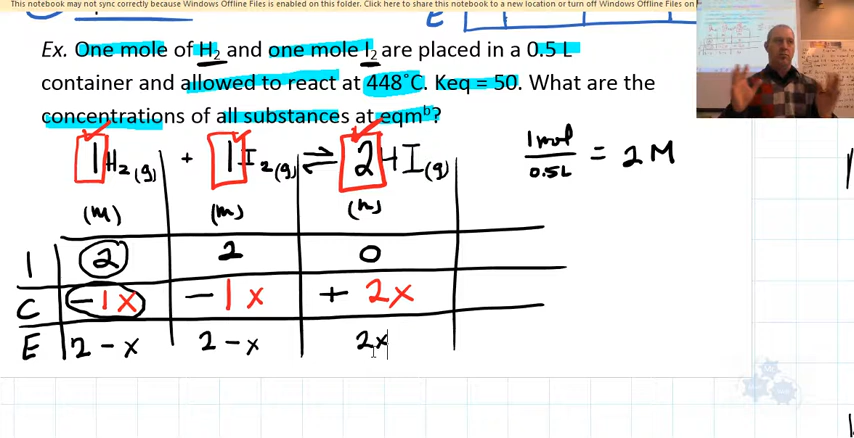 This notebook may not sync correctly because Windows Offline Files is enabled on this folder. Click here to share this notebook to a new location or turn off Windows Offline Files on
E
Ex. One mole of H₂ and one mole I₂ are placed in a 0.5 L
container and allowed to react at 448˚C. Keq = 50. What are the
concentrations of all substances at eqmᵇ?
1H₂(g) + 1I₂(g) ⇌ 2HI(g)
1mol / 0.5L = 2M
(M) (M) (M)
I 2 2 0
C -1x -1x +2x
E 2-x 2-x 2x